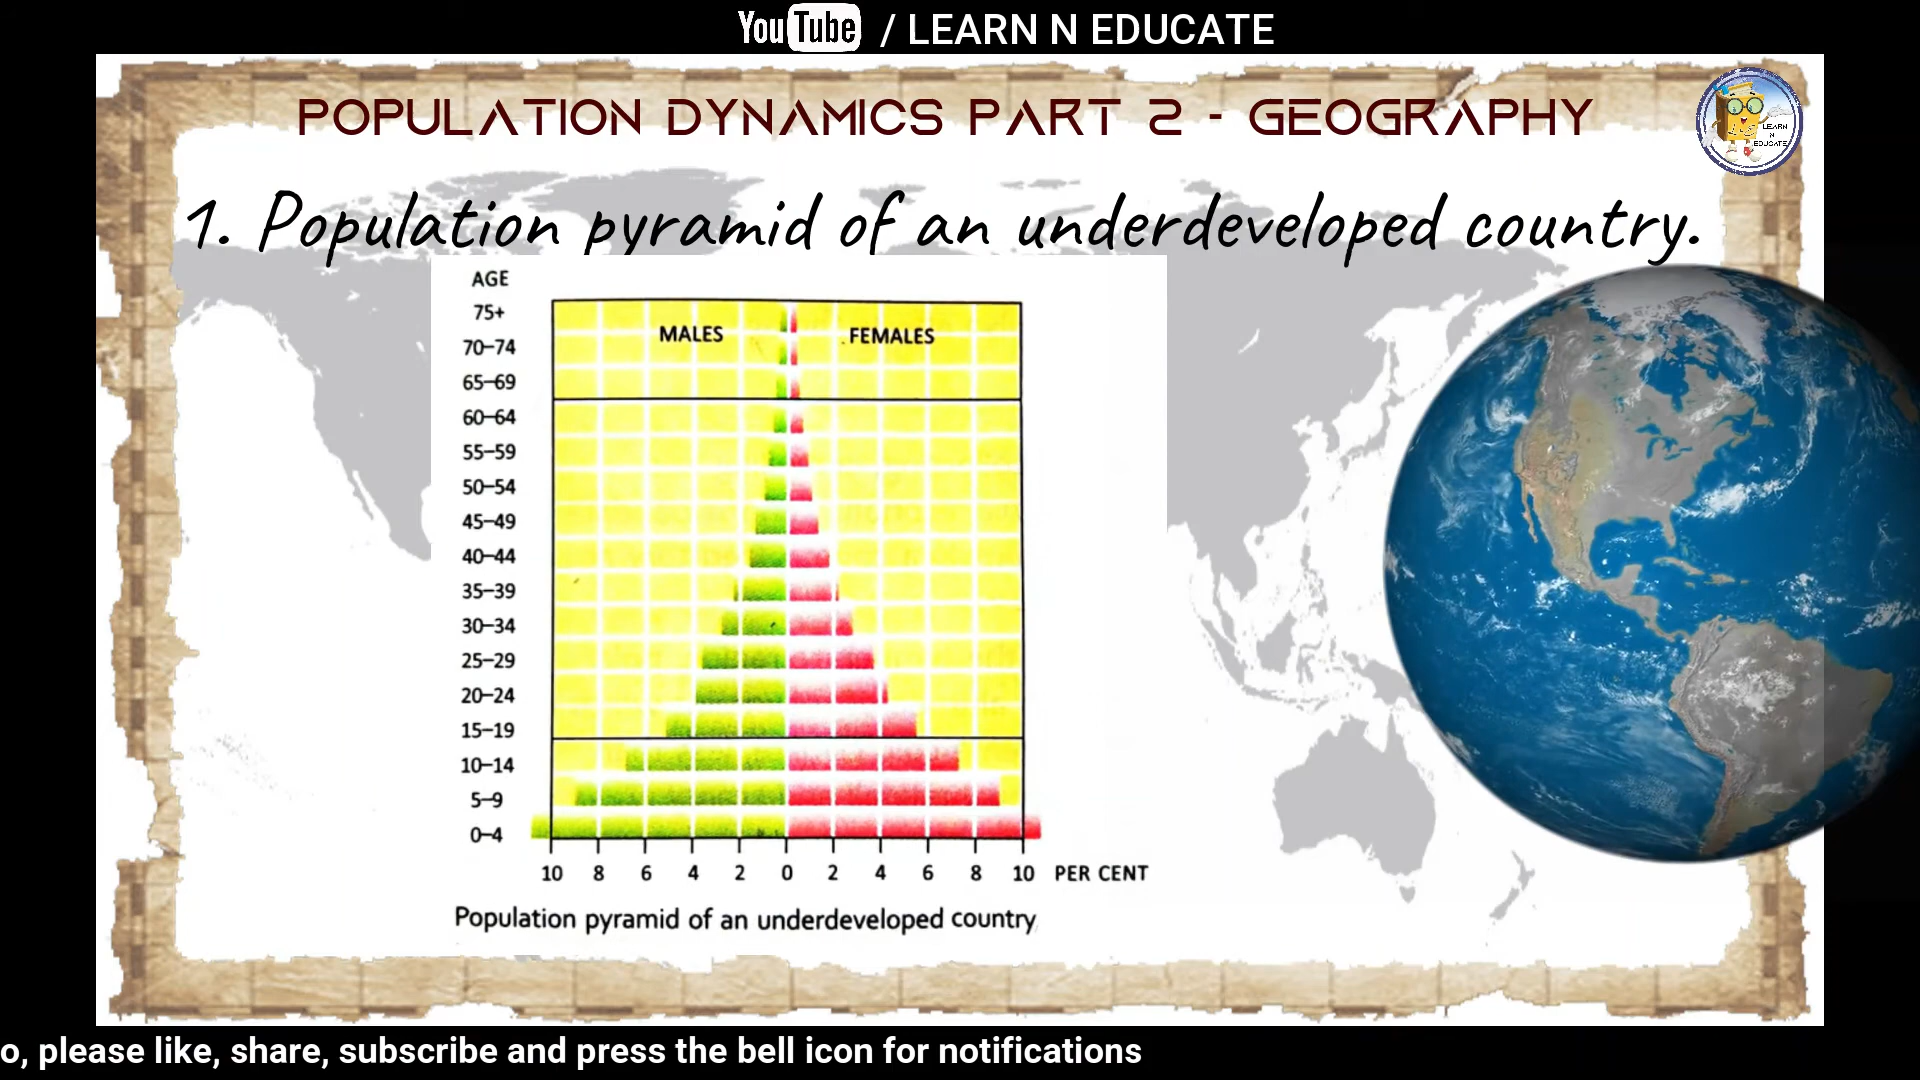 YouTube / LEARN N EDUCATE
POPULATION DYNAMICS PART 2 - GEOGRAPHY
LEARN
N
EDUCATE
1. Population pyramid of an underdeveloped country.
AGE
75+
MALES FEMALES
70–74
65–69
60–64
55–59
50–54
45–49
40–44
35–39
30–34
25–29
20–24
15–19
10–14
5–9
0–4
10 8 6 4 2 0 2 4 6 8 10 PER CENT
Population pyramid of an underdeveloped country
o, please like, share, subscribe and press the bell icon for notifications